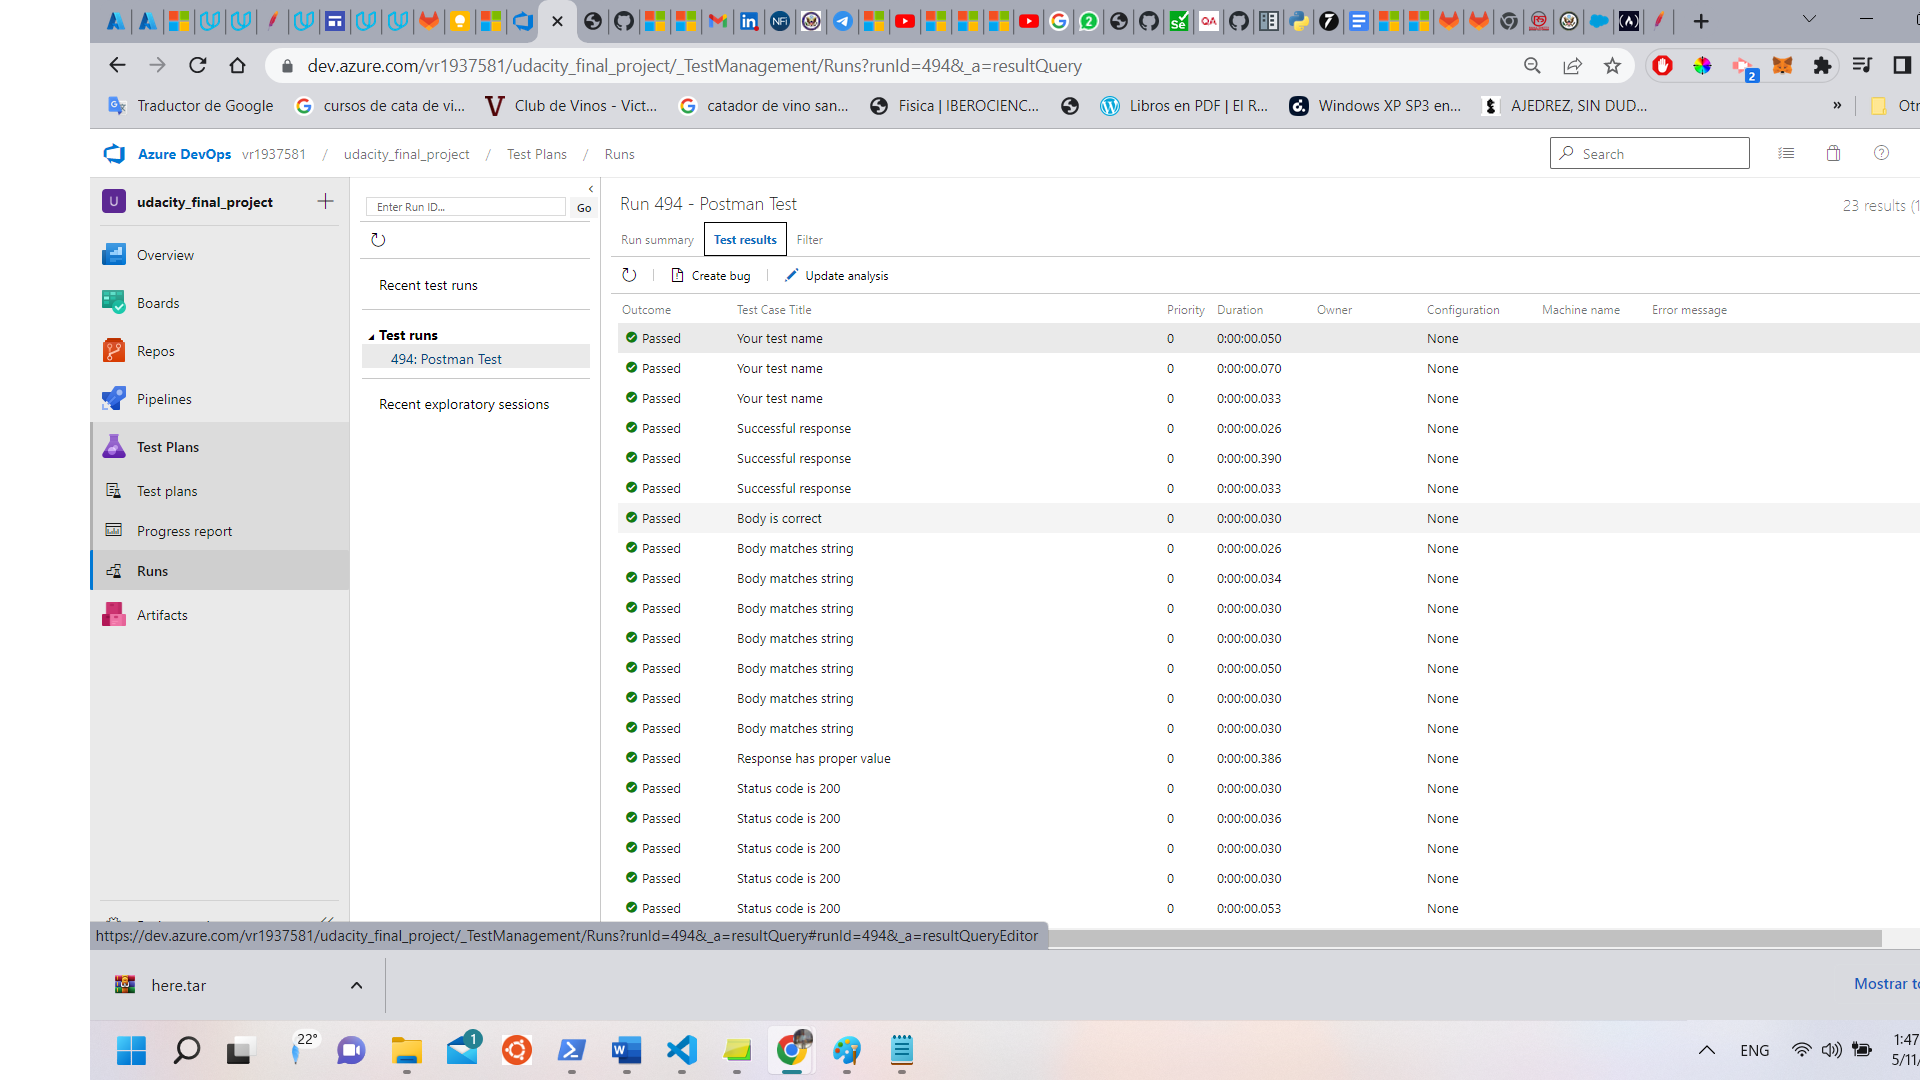 2
dev.azure.com/vr1937581/udacity_final_project/_TestManagement/Runs?runId=494&_a=resultQuery
2
Traductor de Google
cursos de cata de vi...
Club de Vinos - Vict...
catador de vino san...
Fisica | IBEROCIENC...
Libros en PDF | El R...
Windows XP SP3 en...
AJEDREZ, SIN DUD...
»
Otr
Azure DevOps vr1937581 / udacity_final_project / Test Plans / Runs
Search
U udacity_final_project
Overview
Boards
Repos
Pipelines
Test Plans
Test plans
Progress report
Runs
Artifacts
Enter Run ID...
Go
Recent test runs
Test runs
494: Postman Test
Recent exploratory sessions
Run 494 - Postman Test
23 results (1
Run summary Test results Filter
Create bug Update analysis
Outcome Test Case Title Priority Duration Owner Configuration Machine name Error message
Passed Your test name 0 0:00:00.050 None
Passed Your test name 0 0:00:00.070 None
Passed Your test name 0 0:00:00.033 None
Passed Successful response 0 0:00:00.026 None
Passed Successful response 0 0:00:00.390 None
Passed Successful response 0 0:00:00.033 None
Passed Body is correct 0 0:00:00.030 None
Passed Body matches string 0 0:00:00.026 None
Passed Body matches string 0 0:00:00.034 None
Passed Body matches string 0 0:00:00.030 None
Passed Body matches string 0 0:00:00.030 None
Passed Body matches string 0 0:00:00.050 None
Passed Body matches string 0 0:00:00.030 None
Passed Body matches string 0 0:00:00.030 None
Passed Response has proper value 0 0:00:00.386 None
Passed Status code is 200 0 0:00:00.030 None
Passed Status code is 200 0 0:00:00.036 None
Passed Status code is 200 0 0:00:00.030 None
Passed Status code is 200 0 0:00:00.030 None
Passed Status code is 200 0 0:00:00.053 None
https://dev.azure.com/vr1937581/udacity_final_project/_TestManagement/Runs?runId=494&_a=resultQuery#runId=494&_a=resultQueryEditor
here.tar
Mostrar to
22°
1
ENG
1:47
5/11/